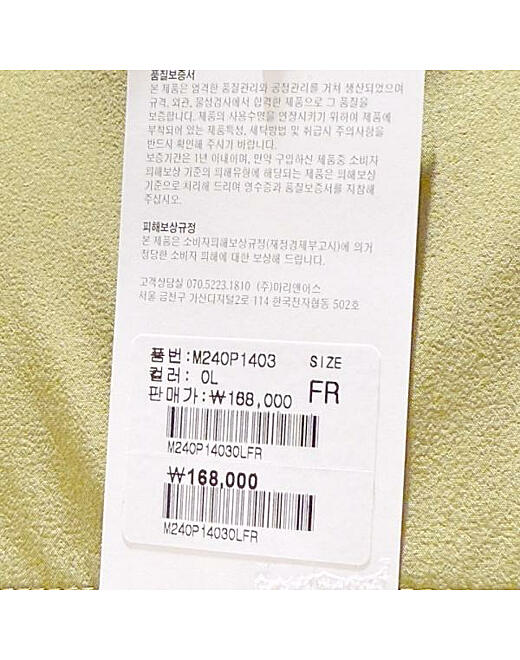 품질보증서
본 제품은 엄격한 품질관리와 공정관리를 거쳐 생산되었으며
규격, 외관, 물성검사에서 합격한 제품으로 그 품질을
보증합니다. 제품의 사용수명을 연장시키기 위하여 제품에
부착되어 있는 제품특성, 세탁방법 및 취급시 주의사항을
반드시 확인해 주시기 바랍니다.
보증기간은 1년 이내이며, 만약 구입하신 제품중 소비자
피해보상 기준의 피해유형에 해당되는 제품은 피해보상
기준으로 처리해 드리며 영수증과 품질보증서를 지참해
주십시오.
피해보상규정
본 제품은 소비자피해보상규정(재정경제부고시)에 의거
정당한 소비자 피해에 대한 보상해 드립니다.
고객상담실 070.5223.1810 (주)마리앤어스
서울 금천구 가산디지털2로 114 한국전자협동 502호
품번:M240P1403 SIZE
컬러: OL
판매가:₩168,000 FR
M240P14030LFR
₩168,000
M240P14030LFR